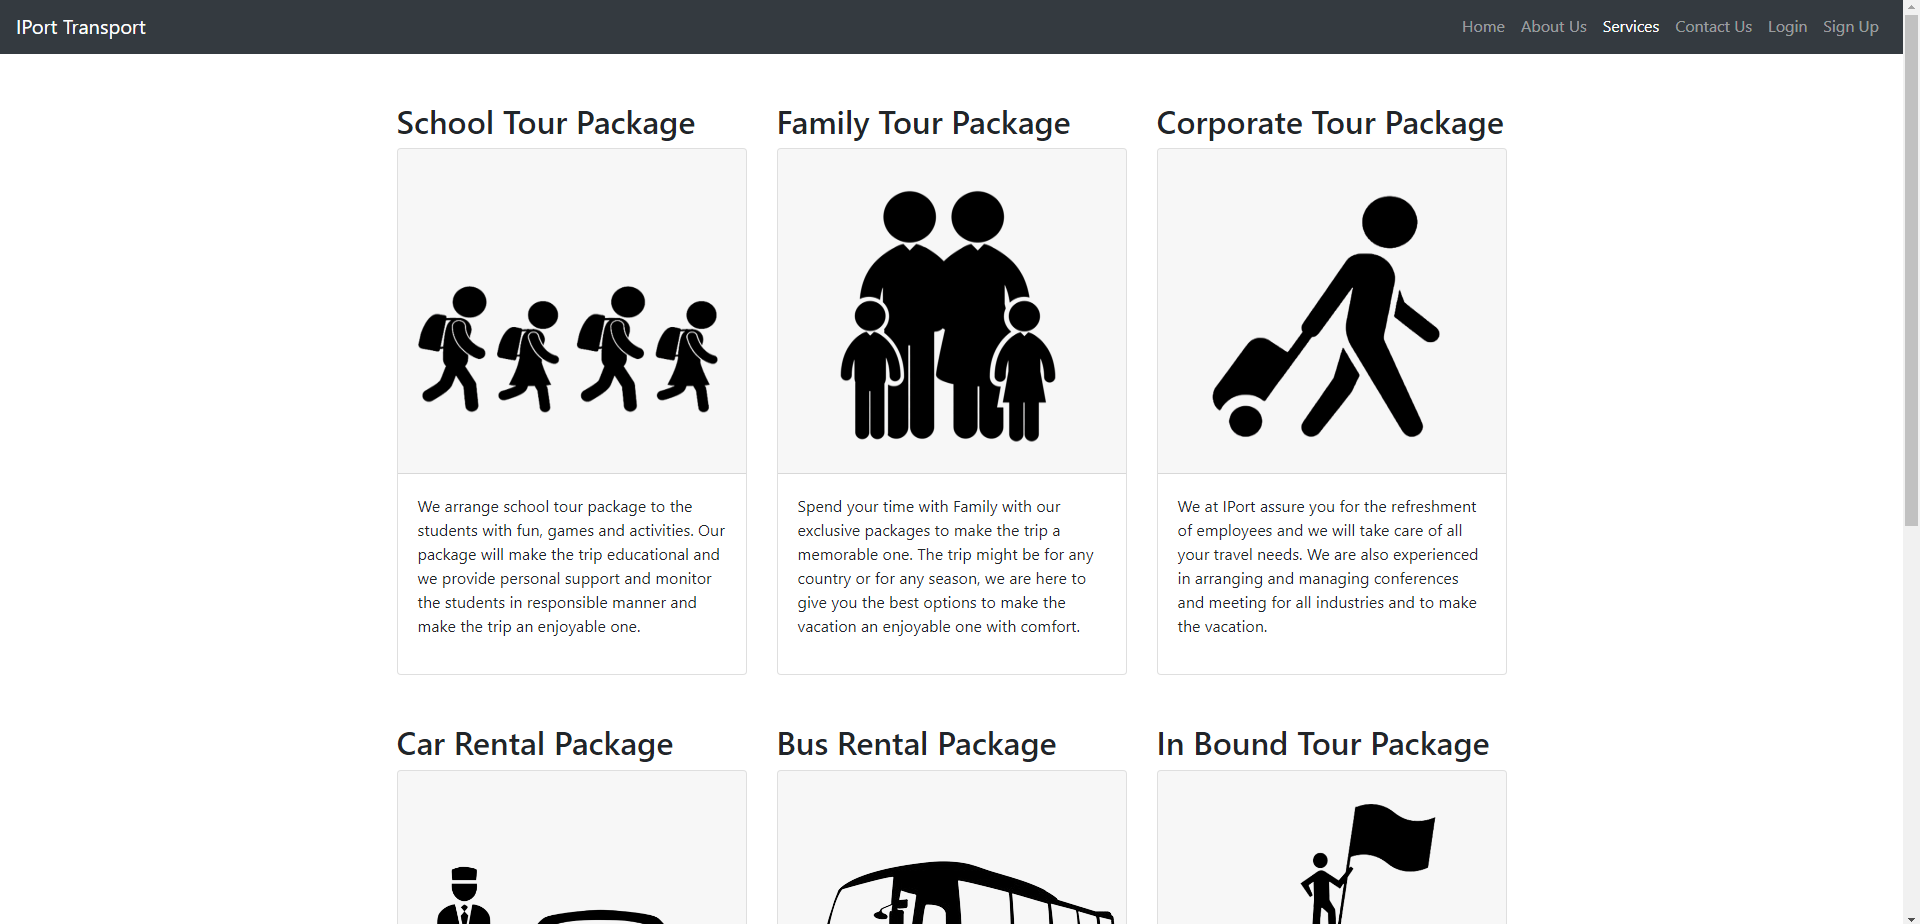 IPort Transport
Home About Us Services Contact Us Login Sign Up
School Tour Package
We arrange school tour package to the
students with fun, games and activities. Our
package will make the trip educational and
we provide personal support and monitor
the students in responsible manner and
make the trip an enjoyable one.
Family Tour Package
Spend your time with Family with our
exclusive packages to make the trip a
memorable one. The trip might be for any
country or for any season, we are here to
give you the best options to make the
vacation an enjoyable one with comfort.
Corporate Tour Package
We at IPort assure you for the refreshment
of employees and we will take care of all
your travel needs. We are also experienced
in arranging and managing conferences
and meeting for all industries and to make
the vacation.
Car Rental Package
Bus Rental Package
In Bound Tour Package